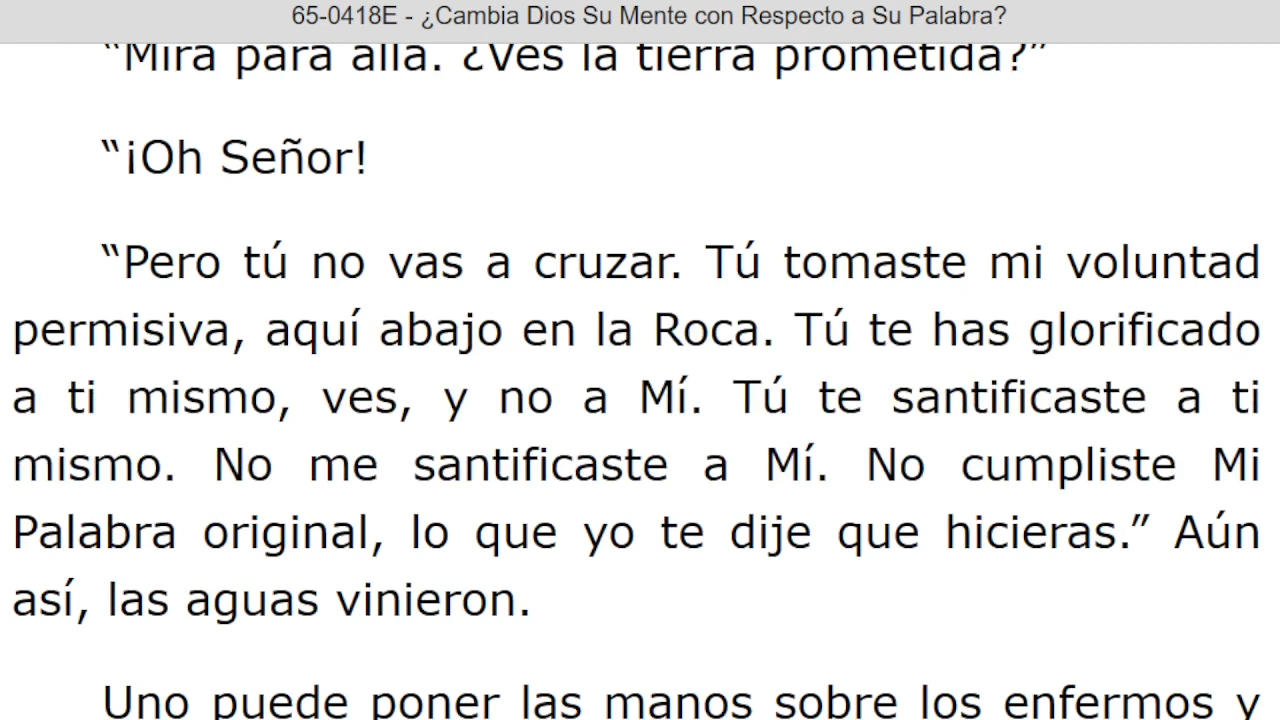 65-0418E - ¿Cambia Dios Su Mente con Respecto a Su Palabra?
“Mira para allá. ¿Ves la tierra prometida?”
“¡Oh Señor!
“Pero tú no vas a cruzar. Tú tomaste mi voluntad
permisiva, aquí abajo en la Roca. Tú te has glorificado
a ti mismo, ves, y no a Mí. Tú te santificaste a ti
mismo. No me santificaste a Mí. No cumpliste Mi
Palabra original, lo que yo te dije que hicieras.” Aún
así, las aguas vinieron.
Uno puede poner las manos sobre los enfermos y